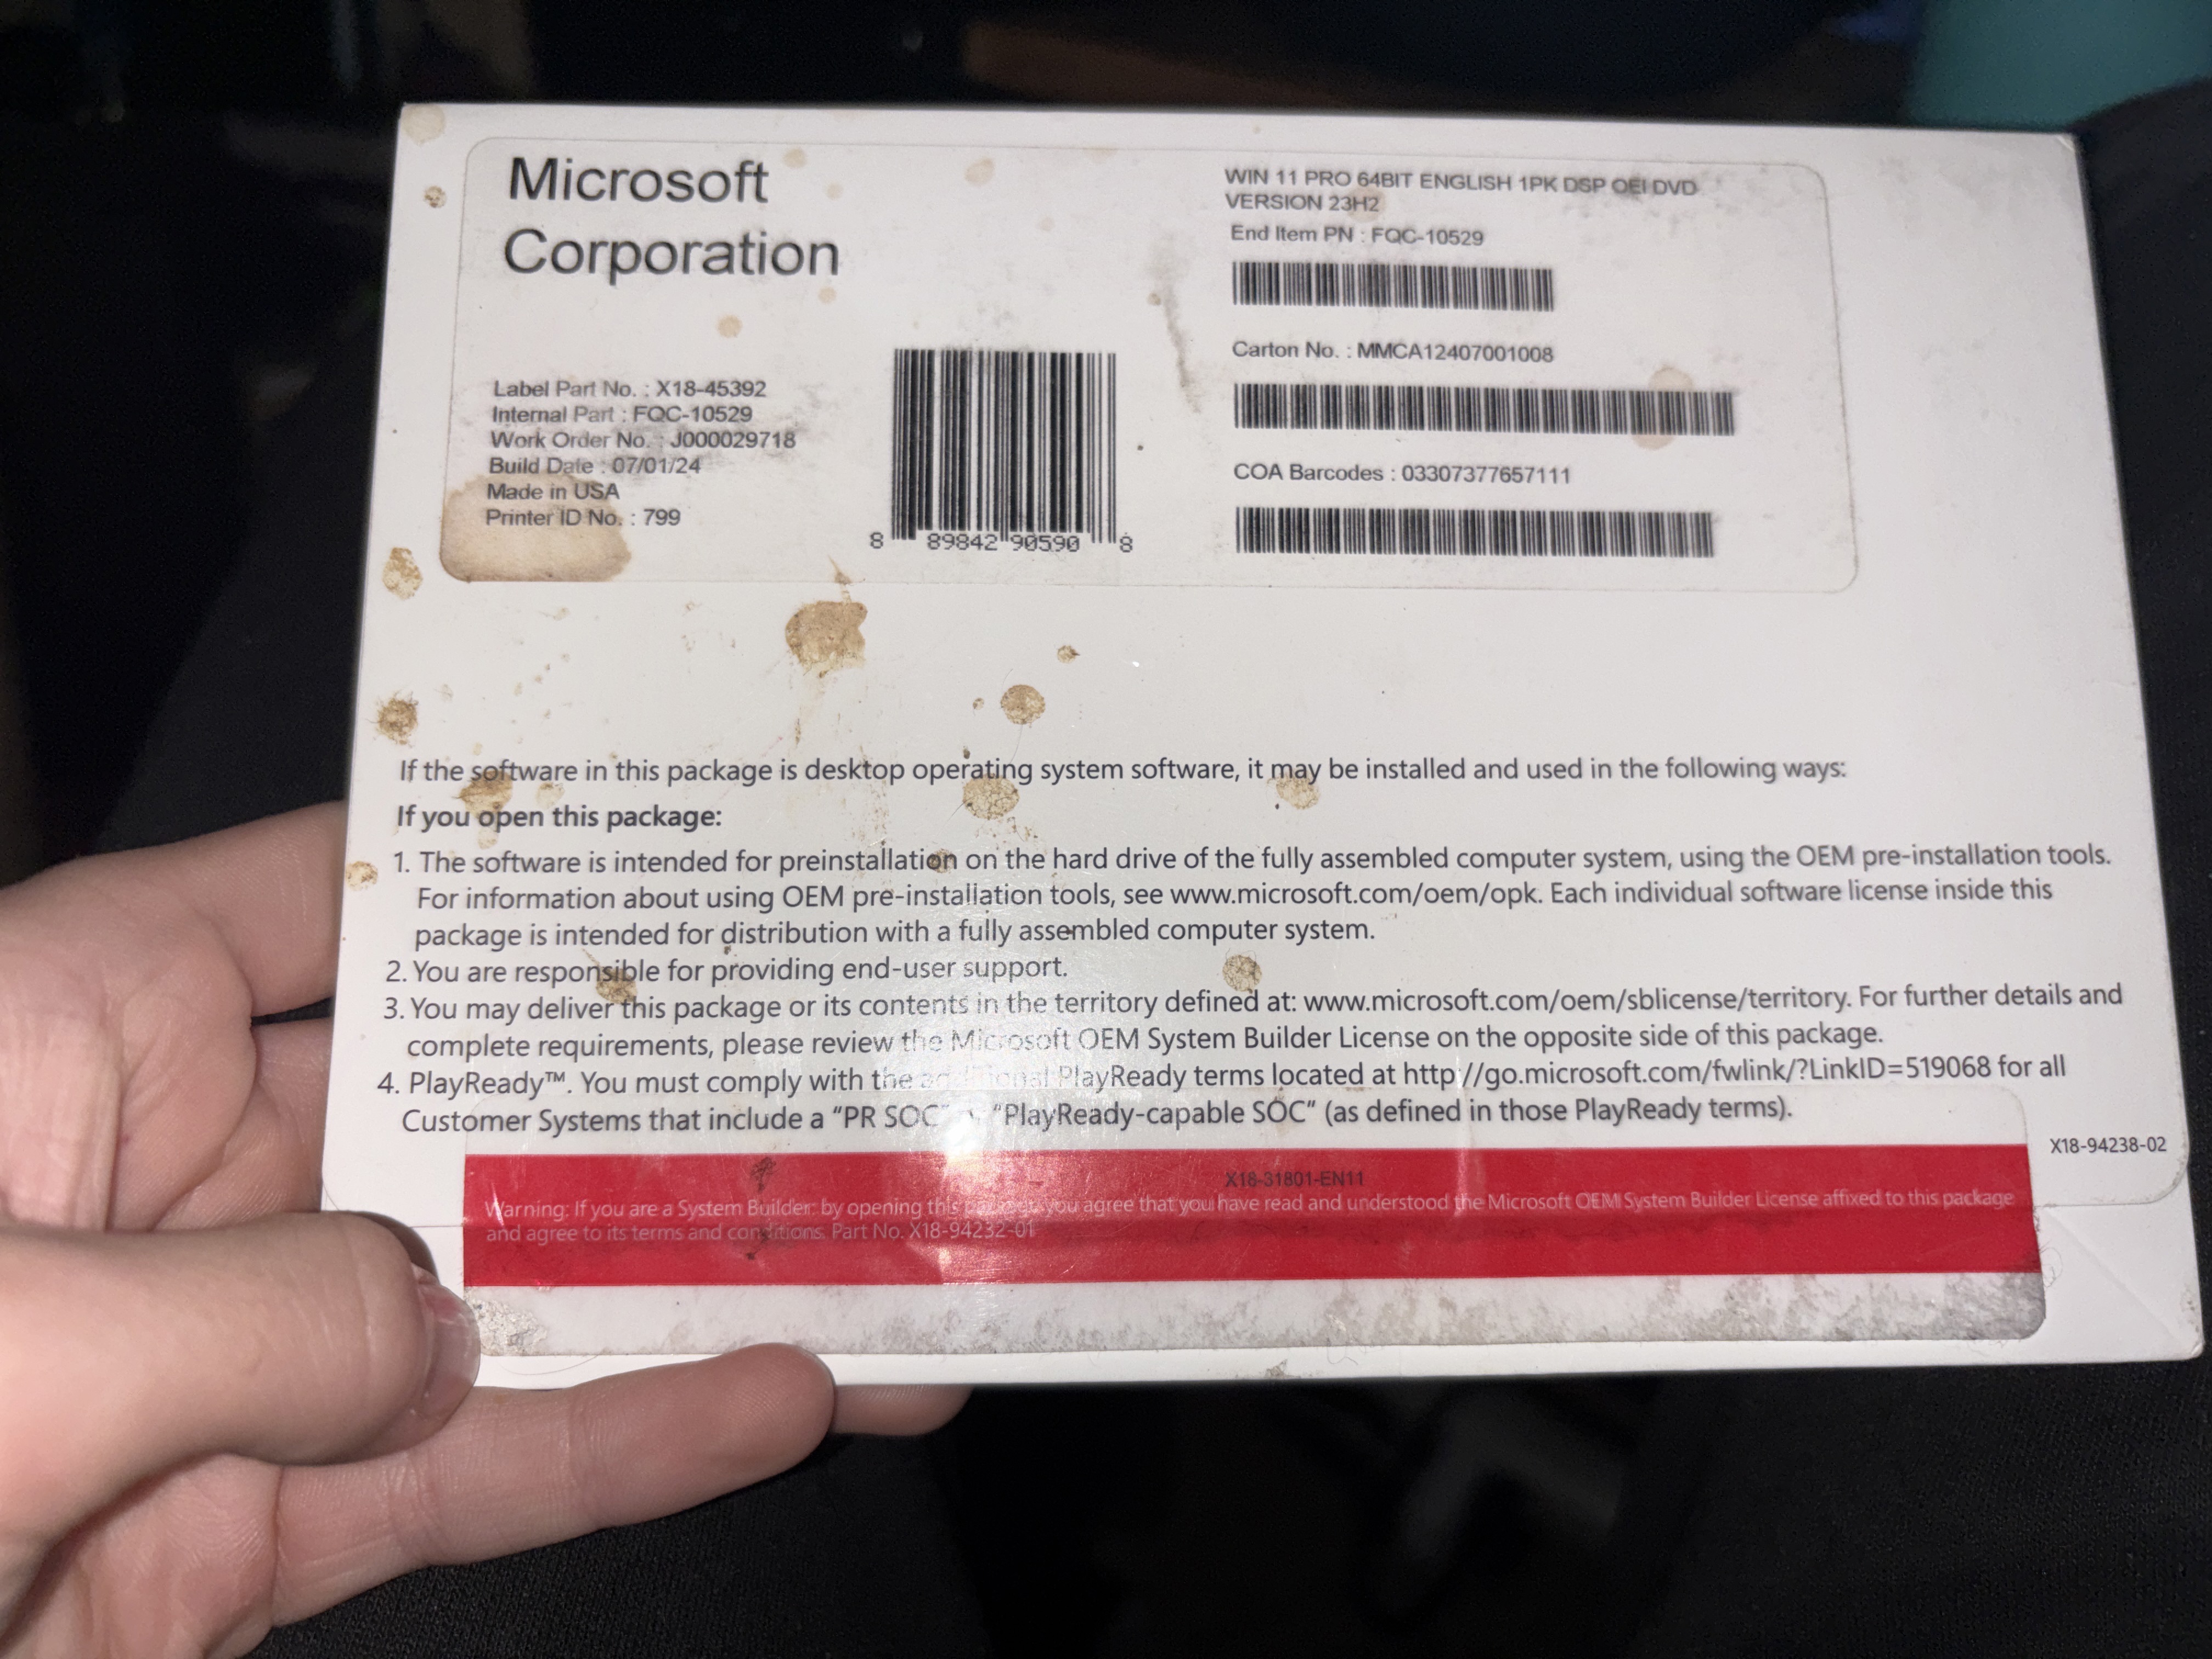 Microsoft
Corporation
Label Part No. : X18-45392
Internal Part : FQC-10529
Work Order No. : J000029718
Build Date : 07/01/24
Made in USA
Printer ID No. : 799
8 89842 90590 8
WIN 11 PRO 64BIT ENGLISH 1PK DSP OEI DVD
VERSION 23H2
End Item PN : FQC-10529
Carton No. : MMCA12407001008
COA Barcodes : 03307377657111
If the software in this package is desktop operating system software, it may be installed and used in the following ways:
If you open this package:
1. The software is intended for preinstallation on the hard drive of the fully assembled computer system, using the OEM pre-installation tools.
For information about using OEM pre-installation tools, see www.microsoft.com/oem/opk. Each individual software license inside this
package is intended for distribution with a fully assembled computer system.
2. You are responsible for providing end-user support.
3. You may deliver this package or its contents in the territory defined at: www.microsoft.com/oem/sblicense/territory. For further details and
complete requirements, please review the Microsoft OEM System Builder License on the opposite side of this package.
4. PlayReady™. You must comply with the additional PlayReady terms located at http://go.microsoft.com/fwlink/?LinkID=519068 for all
Customer Systems that include a “PR SOC” “PlayReady-capable SOC” (as defined in those PlayReady terms).
X18-94238-02
X18-31801-EN11
Warning: If you are a System Builder: by opening this you agree that you have read and understood the Microsoft OEM System Builder License affixed to this package
and agree to its terms and conditions. Part No. X18-94232-01